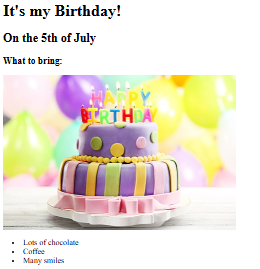 It's my Birthday!
On the 5th of July
What to bring:
HAPPY
BIRTHDAY
Lots of chocolate
Coffee
Many smiles